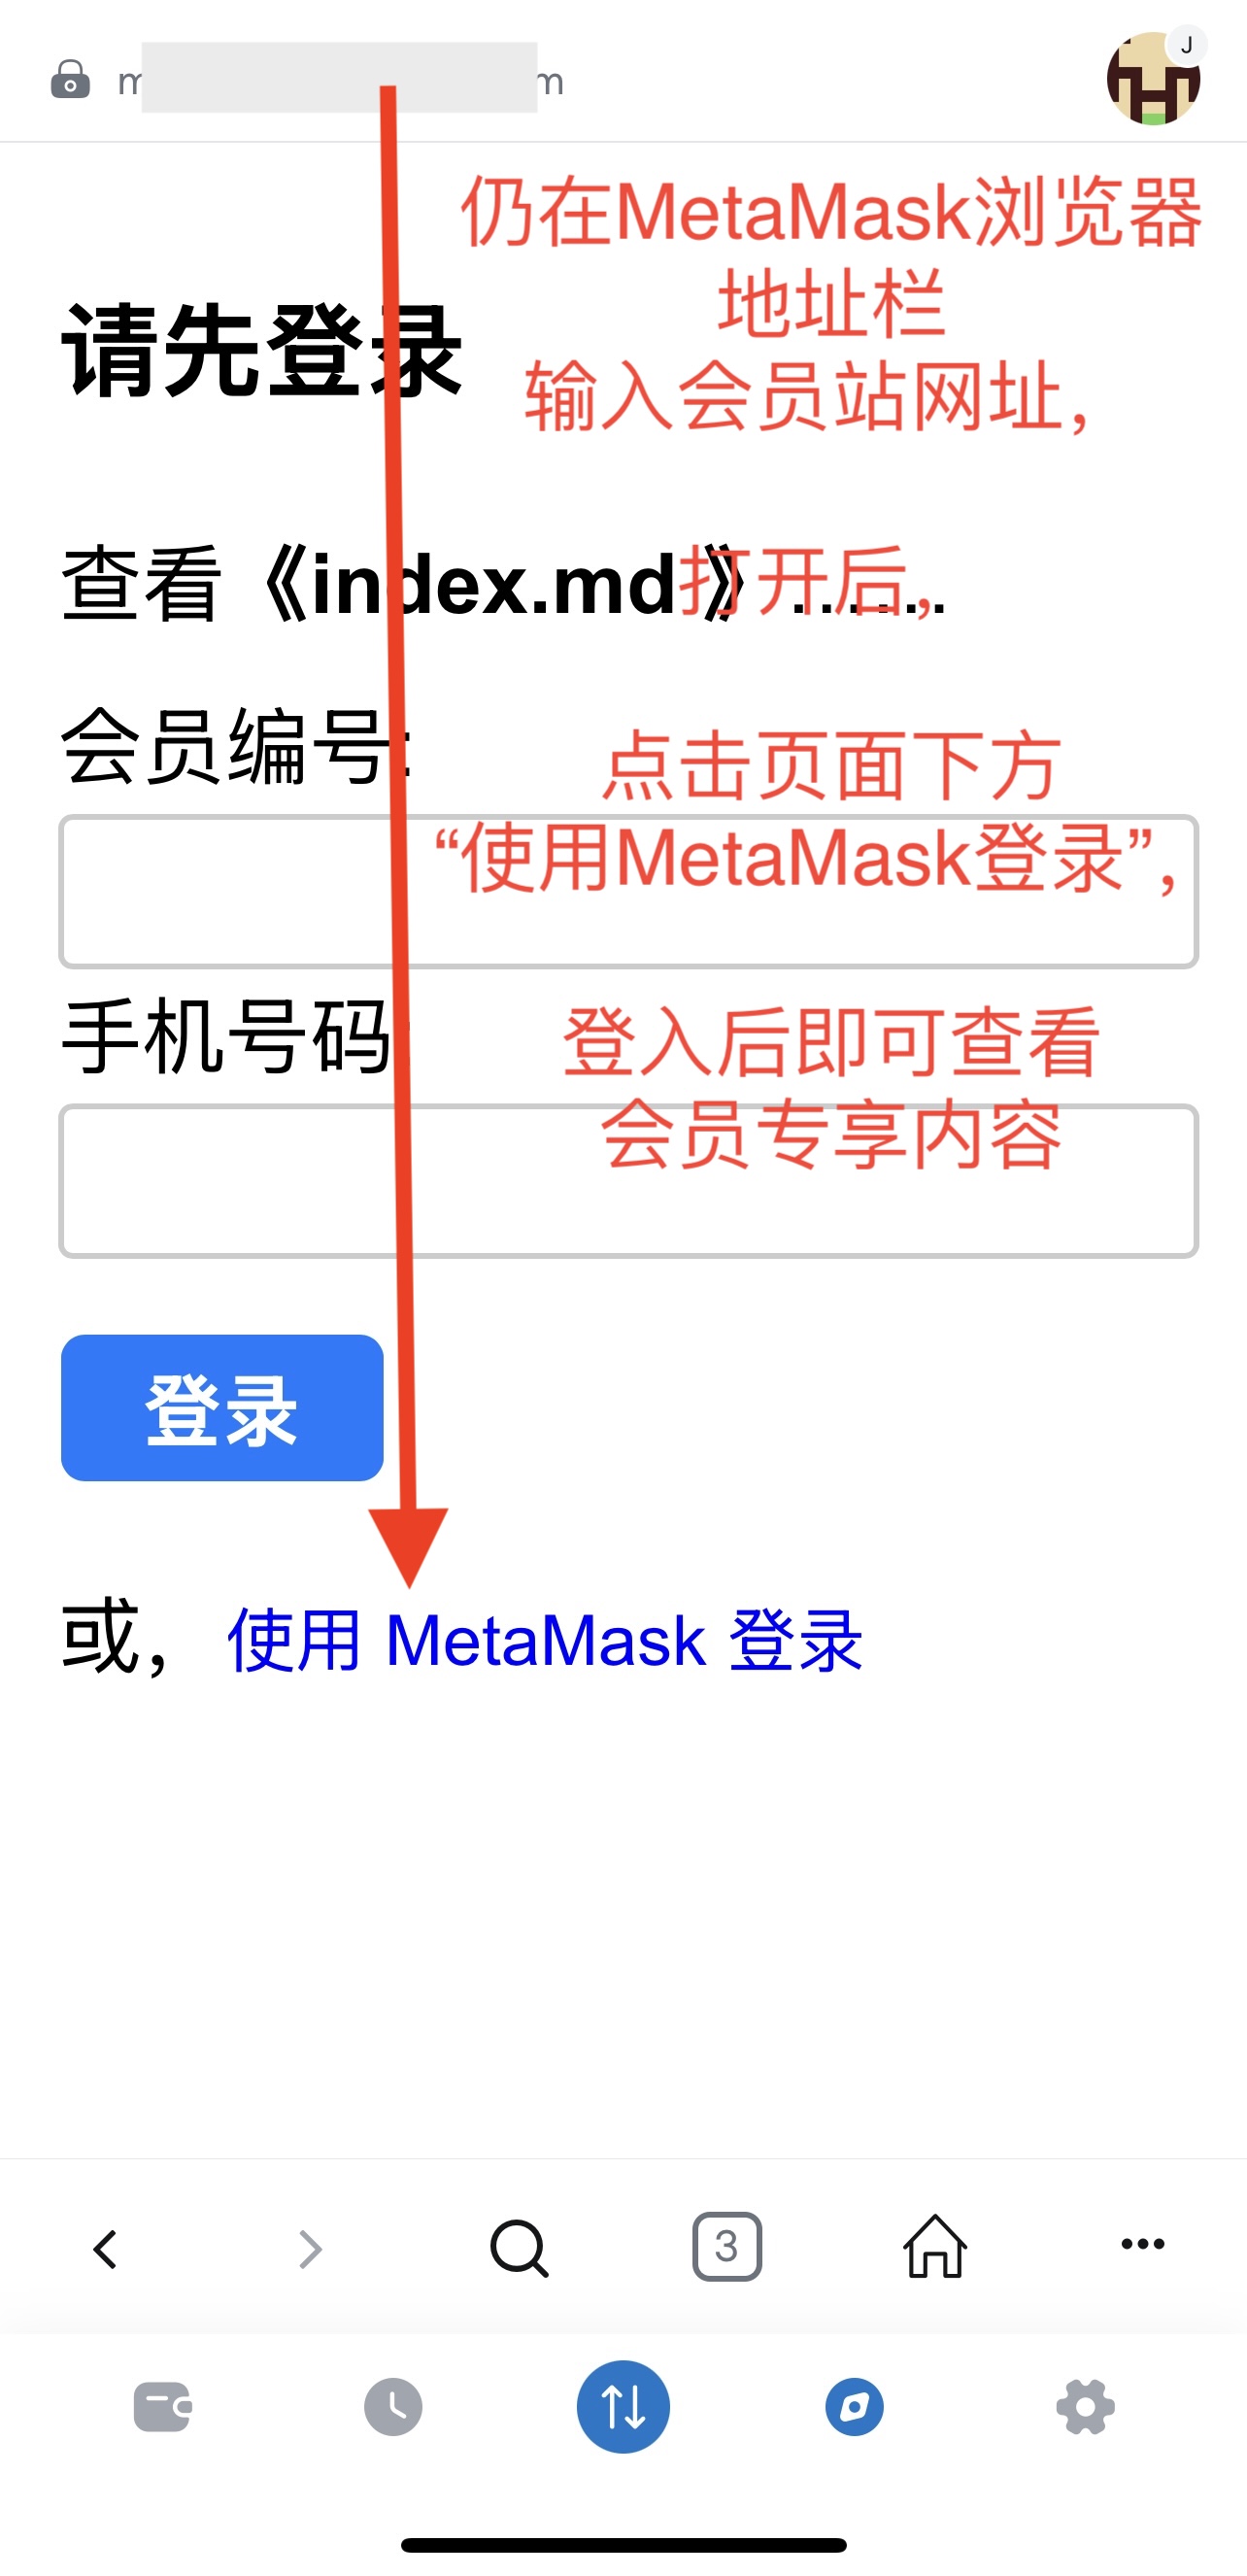 m
m
J
仍在MetaMask浏览器
地址栏
输入会员站网址，
请先登录
查看《index.md》......
打开后，
会员编号:
点击页面下方
“使用MetaMask登录”，
手机号码:
登入后即可查看
会员专享内容
登录
或，使用 MetaMask 登录
3